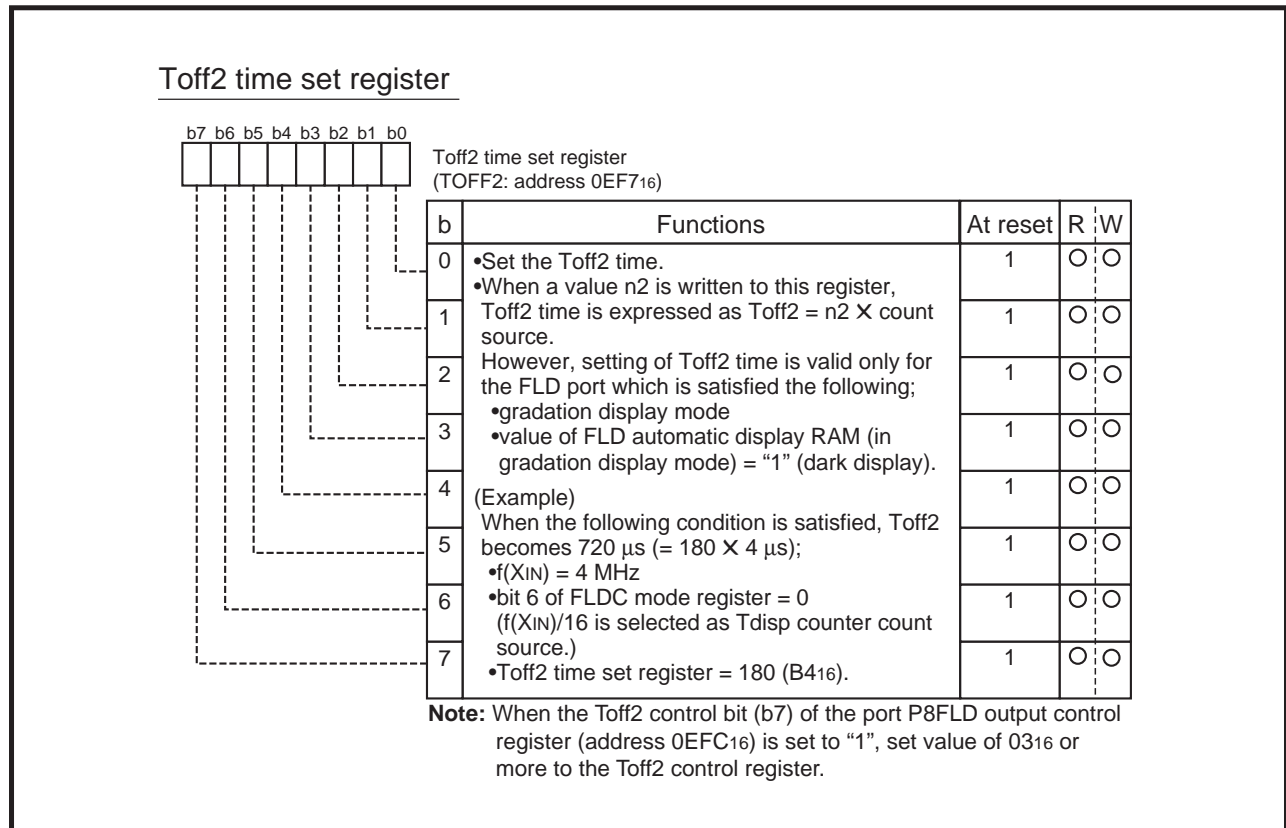 Toff2 time set register
b7 b6 b5 b4 b3 b2 b1 b0
Toff2 time set register
(TOFF2: address 0EF716)
b Functions At reset R W
0 •Set the Toff2 time. 1 O O
•When a value n2 is written to this register,
1 Toff2 time is expressed as Toff2 = n2 X count 1 O O
source.
However, setting of Toff2 time is valid only for
2 the FLD port which is satisfied the following; 1 O O
•gradation display mode
3 •value of FLD automatic display RAM (in 1 O O
gradation display mode) = “1” (dark display).
4 (Example) 1 O O
When the following condition is satisfied, Toff2
5 becomes 720 μs (= 180 X 4 μs); 1 O O
•f(XIN) = 4 MHz
6 •bit 6 of FLDC mode register = 0 1 O O
(f(XIN)/16 is selected as Tdisp counter count
source.)
7 •Toff2 time set register = 180 (B416). 1 O O
Note: When the Toff2 control bit (b7) of the port P8FLD output control
register (address 0EFC16) is set to “1”, set value of 0316 or
more to the Toff2 control register.